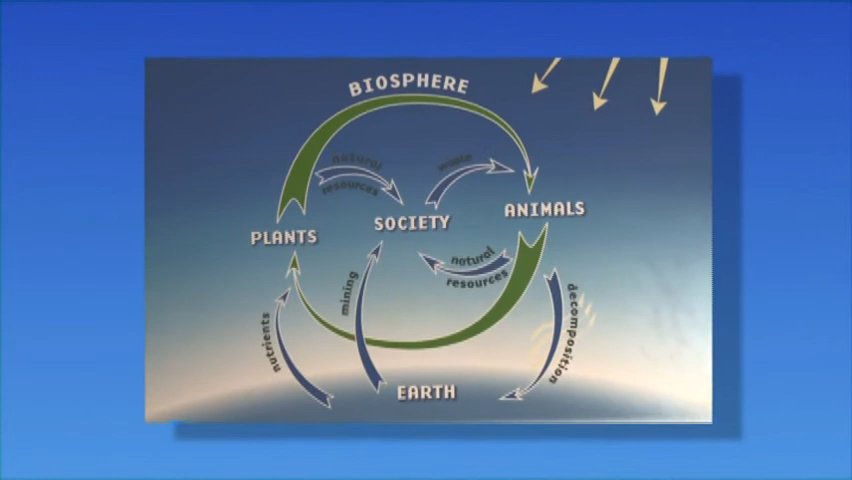 BIOSPHERE
natural
resources
waste
PLANTS
SOCIETY
ANIMALS
natural
resources
mining
nutrients
decomposition
EARTH